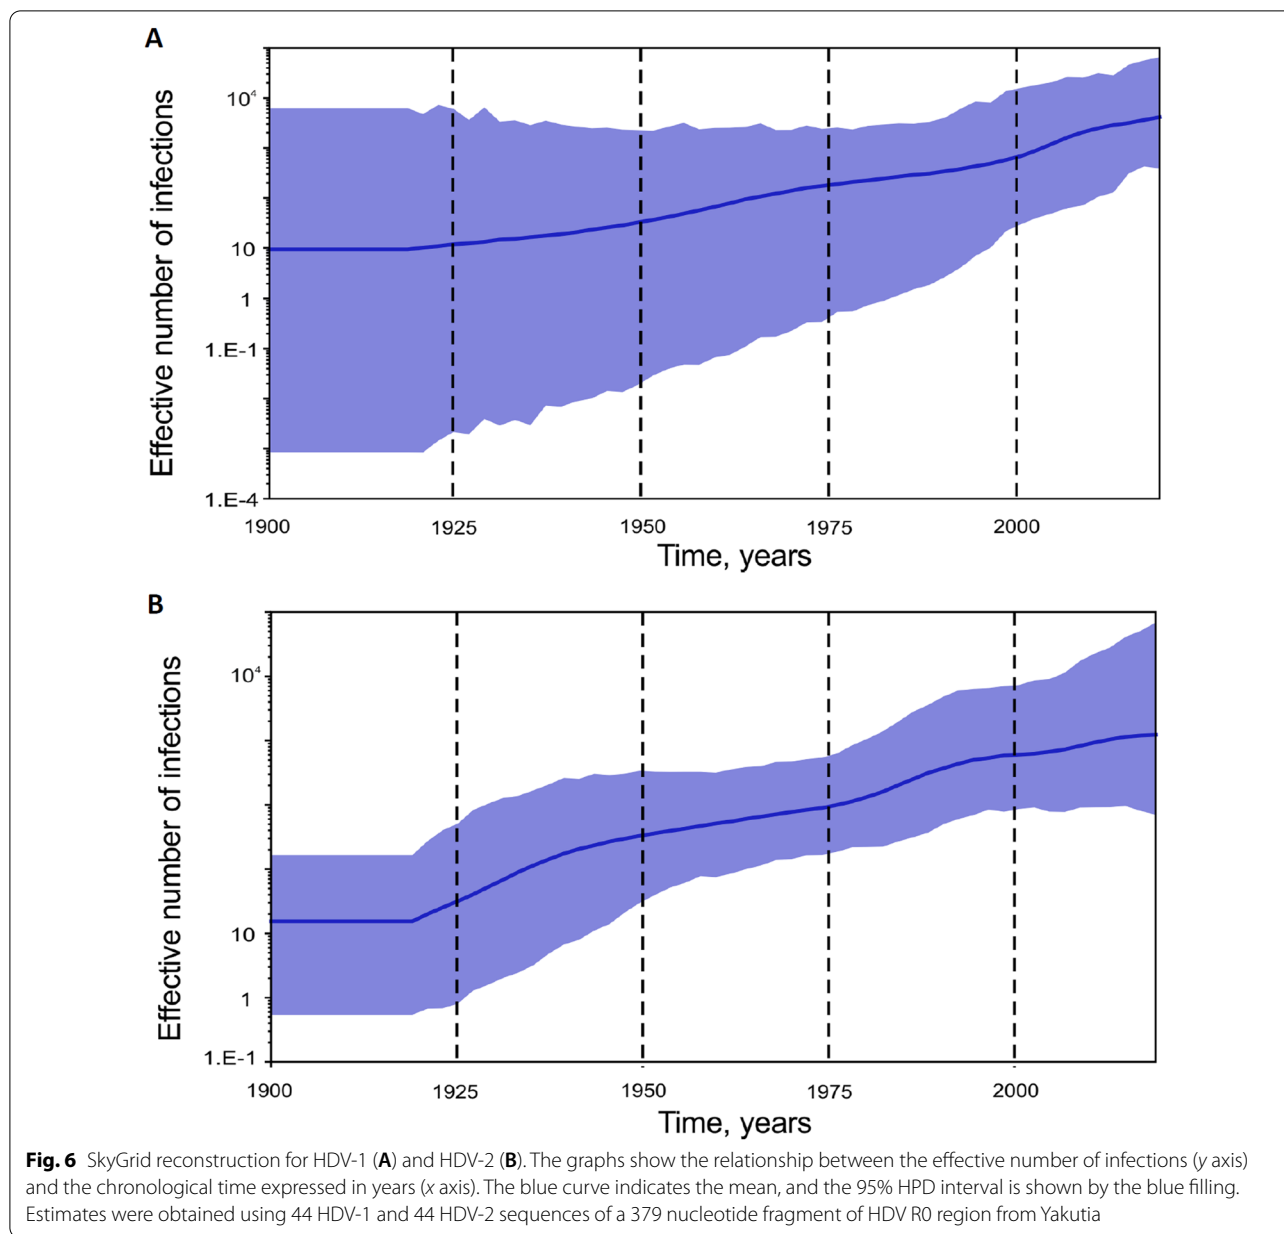 A
Effective number of infections
10⁴
10
1
1.E-1
1.E-4
1900 1925 1950 1975 2000
Time, years
B
Effective number of infections
10⁴
10
1
1.E-1
1900 1925 1950 1975 2000
Time, years
Fig. 6 SkyGrid reconstruction for HDV-1 (A) and HDV-2 (B). The graphs show the relationship between the effective number of infections (y axis)
and the chronological time expressed in years (x axis). The blue curve indicates the mean, and the 95% HPD interval is shown by the blue filling.
Estimates were obtained using 44 HDV-1 and 44 HDV-2 sequences of a 379 nucleotide fragment of HDV R0 region from Yakutia